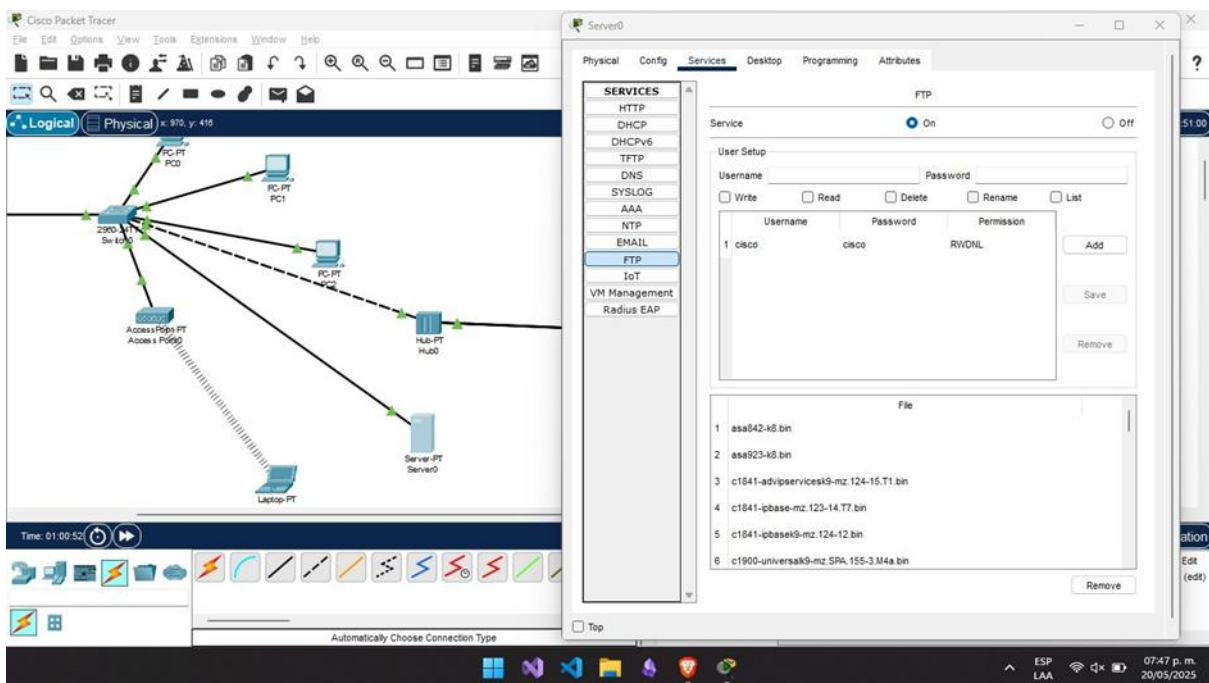 Cisco Packet Tracer
File Edit Options View Tools Extensions Window Help
Logical Physical x: 970, y: 416
PC-PT
PC0
PC-PT
PC1
2960-24TT
Switch0
PC-PT
PC2
AccessPoint-PT
Access Point0
Hub-PT
Hub0
Server-PT
Server0
Laptop-PT
Time: 01:00:52
Automatically Choose Connection Type
Server0
Physical Config Services Desktop Programming Attributes
SERVICES
HTTP
DHCP
DHCPv6
TFTP
DNS
SYSLOG
AAA
NTP
EMAIL
FTP
IoT
VM Management
Radius EAP
FTP
Service On Off
User Setup
Username Password
Write Read Delete Rename List
Username Password Permission
1 cisco cisco RWDNL
Add
Save
Remove
File
1 asa842-k8.bin
2 asa923-k8.bin
3 c1841-advipservicesk9-mz.124-15.T1.bin
4 c1841-ipbase-mz.123-14.T7.bin
5 c1841-ipbasek9-mz.124-12.bin
6 c1900-universalk9-mz.SPA.155-3.M4a.bin
Remove
Top
?
:51:00
ation
Edit
(edit)
ESP
LAA
07:47 p. m.
20/05/2025